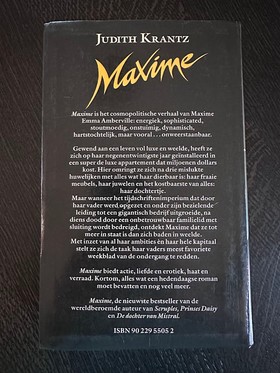 JUDITH KRANTZ
Maxime
Maxime is het cosmopolitische verhaal van Maxime
Emma Amberville: energiek, sophisticated,
stoutmoedig, onstuimig, dynamisch,
hartstochtelijk, maar vooral . . . onweerstaanbaar.
Gewend aan een leven vol luxe en weelde, heeft ze
zich op haar negenentwintigste jaar geïnstalleerd in
een super de luxe appartement dat miljoenen dollars
kost. Hier omringt ze zich na drie mislukte
huwelijken met alles wat haar dierbaar is: haar fraaie
meubels, haar juwelen en het kostbaarste van alles:
haar dochtertje.
Maar wanneer het tijdschriftenimperium dat door
haar vader werd opgezet en onder zijn bezielende
leiding tot een gigantisch bedrijf uitgroeide, na
diens dood door een onbetrouwbaar familielid met
sluiting wordt bedreigd, ontdekt Maxime dat ze tot
meer in staat is dan zich baden in weelde.
Met inzet van al haar ambities èn haar hele kapitaal
stelt ze zich de taak haar vaders meest favoriete
weekblad van de ondergang te redden.
Maxime biedt actie, liefde en erotiek, haat en
verraad. Kortom, alles wat een hedendaagse roman
moet bevatten en nog veel meer.
Maxime, de nieuwste bestseller van de
wereldberoemde auteur van Scruples, Prinses Daisy
en De dochter van Mistral.
ISBN 90 229 5505 2